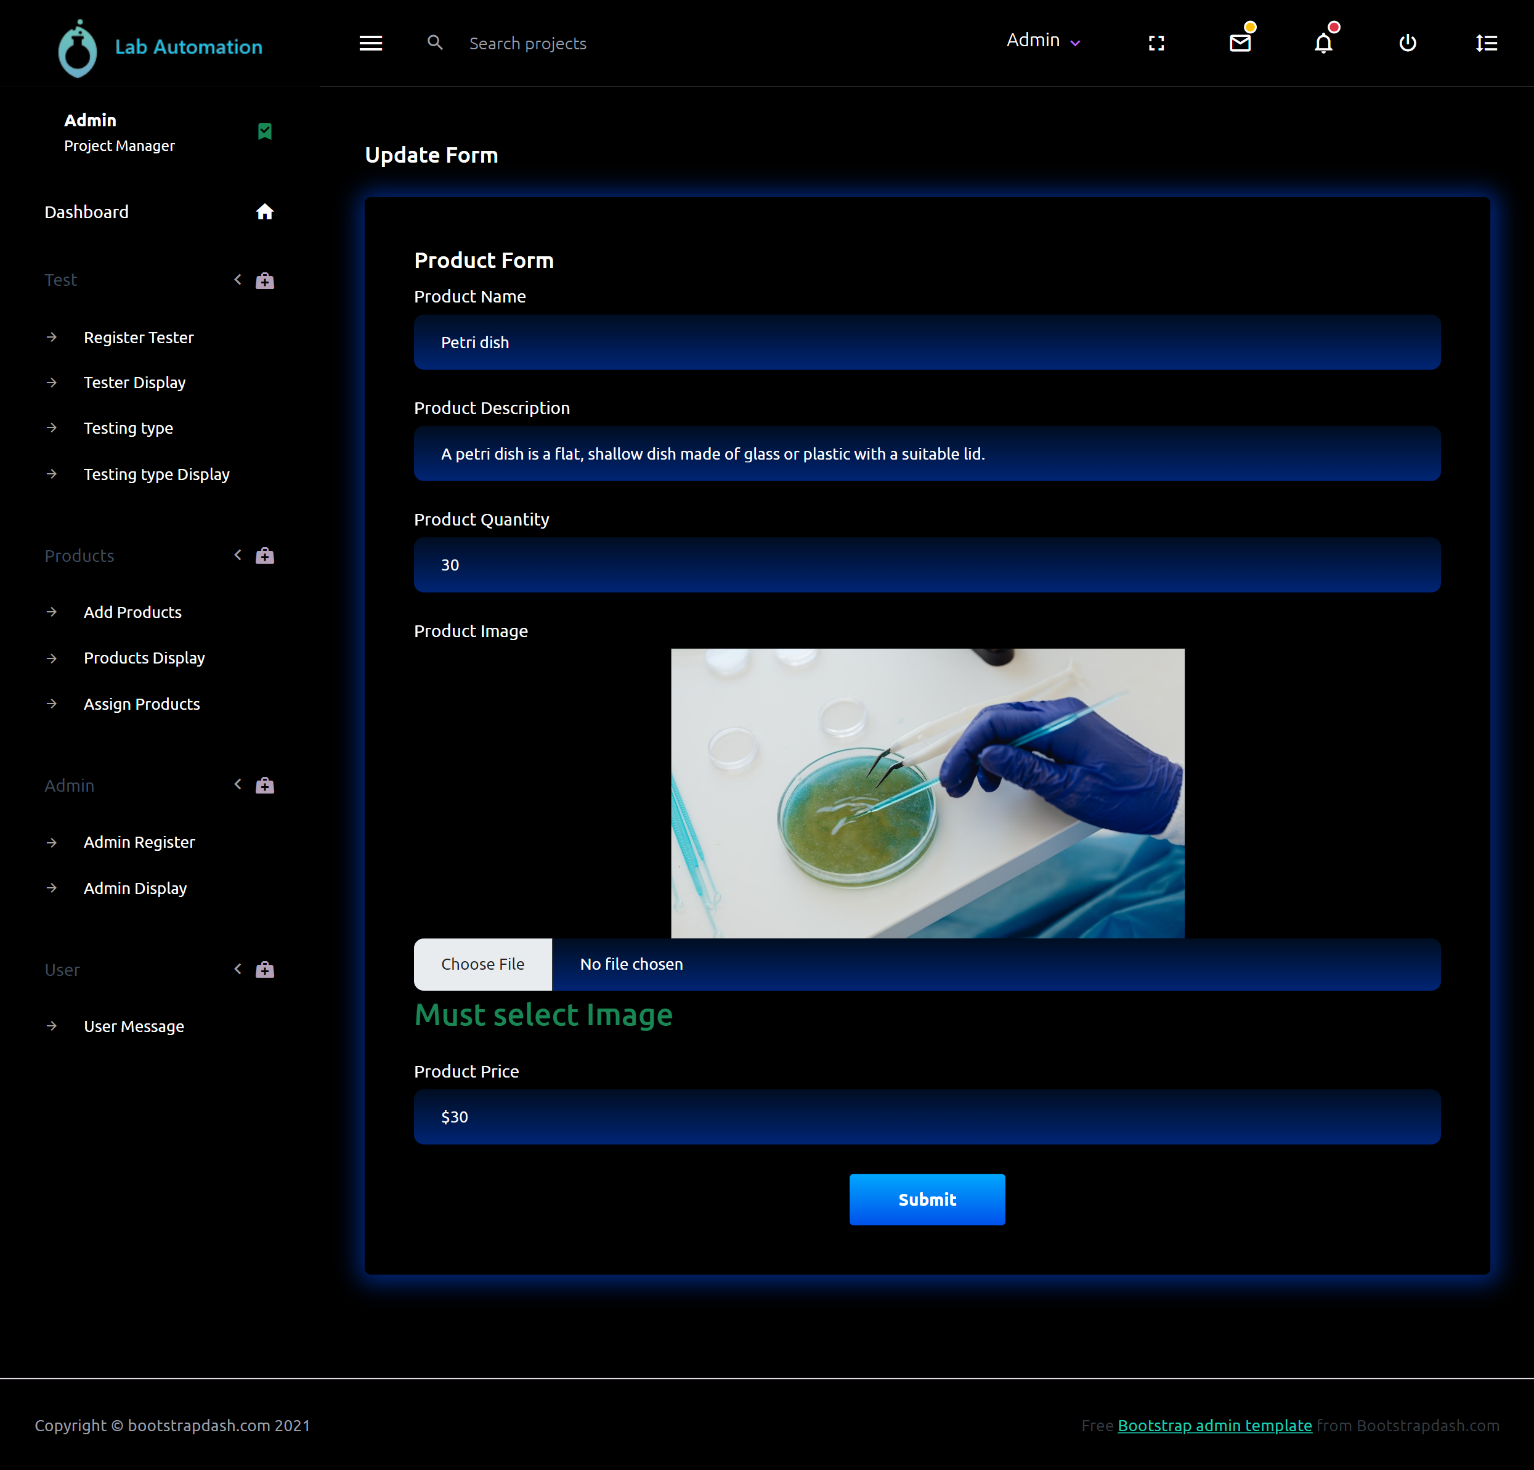 Lab Automation
Search projects
Admin
Admin
Project Manager
Dashboard
Test
Register Tester
Tester Display
Testing type
Testing type Display
Products
Add Products
Products Display
Assign Products
Admin
Admin Register
Admin Display
User
User Message
Update Form
Product Form
Product Name
Petri dish
Product Description
A petri dish is a flat, shallow dish made of glass or plastic with a suitable lid.
Product Quantity
30
Product Image
Choose File No file chosen
Must select Image
Product Price
$30
Submit
Copyright © bootstrapdash.com 2021
Free Bootstrap admin template from Bootstrapdash.com